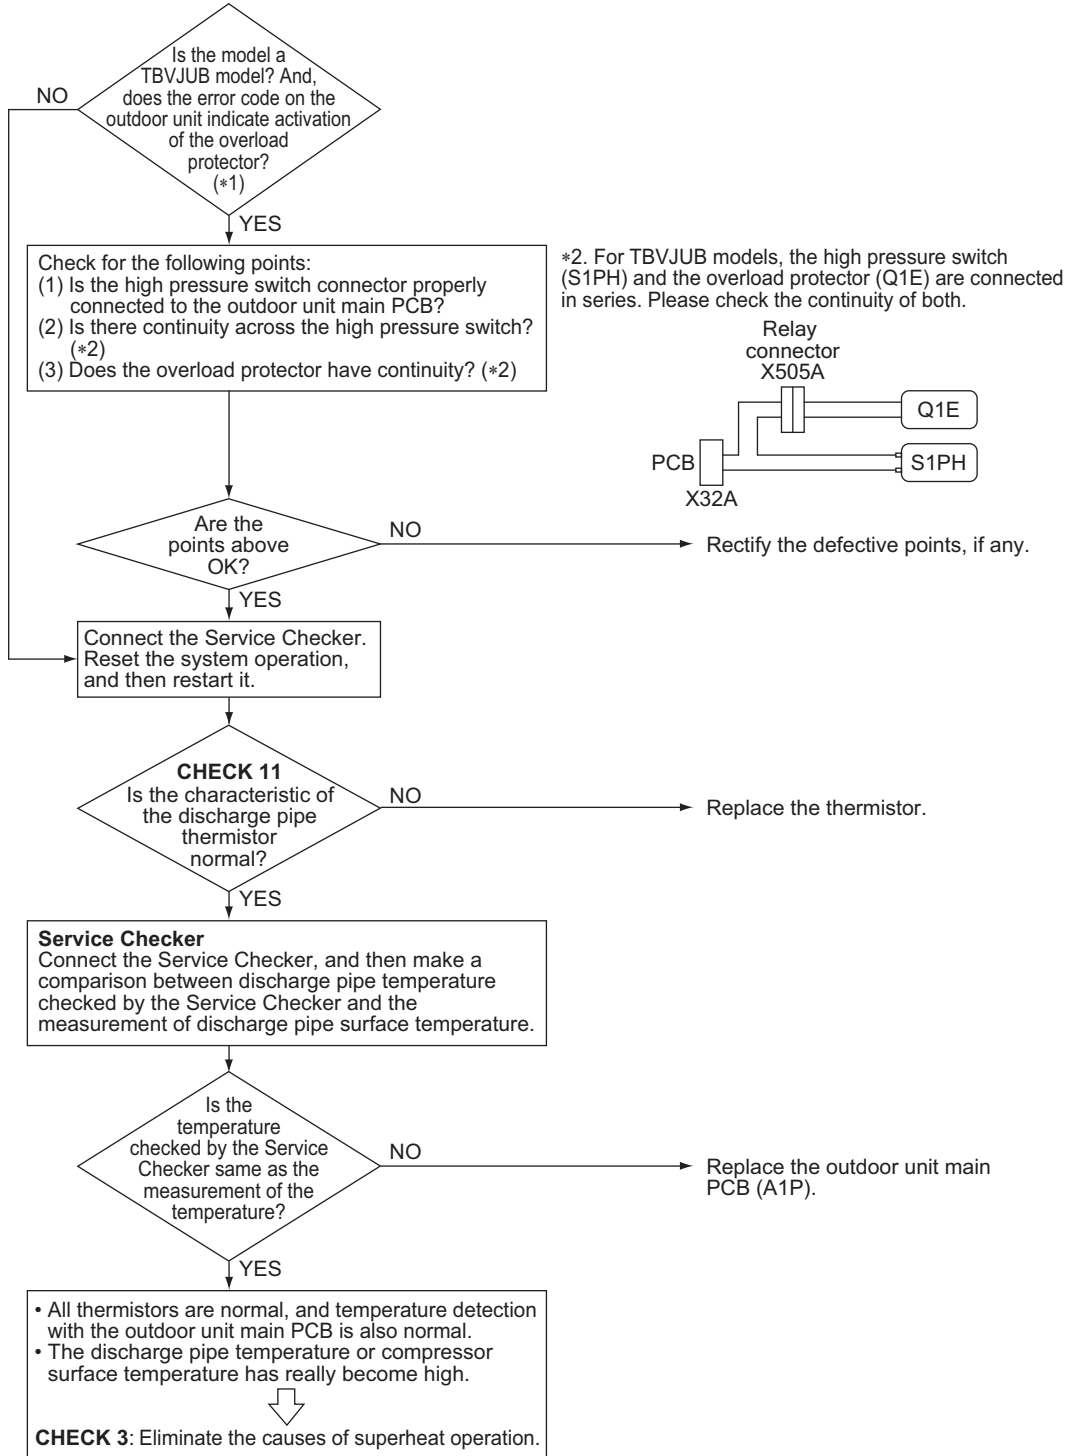 Is the model a
TBVJUB model? And,
does the error code on the
outdoor unit indicate activation
of the overload
protector?
(*1)
NO
YES
Check for the following points:
(1) Is the high pressure switch connector properly
connected to the outdoor unit main PCB?
(2) Is there continuity across the high pressure switch?
(*2)
(3) Does the overload protector have continuity? (*2)
*2. For TBVJUB models, the high pressure switch
(S1PH) and the overload protector (Q1E) are connected
in series. Please check the continuity of both.
Relay
connector
X505A
Q1E
PCB
S1PH
X32A
Are the
points above
OK?
NO
Rectify the defective points, if any.
YES
Connect the Service Checker.
Reset the system operation,
and then restart it.
CHECK 11
Is the characteristic of
the discharge pipe
thermistor
normal?
NO
Replace the thermistor.
YES
Service Checker
Connect the Service Checker, and then make a
comparison between discharge pipe temperature
checked by the Service Checker and the
measurement of discharge pipe surface temperature.
Is the
temperature
checked by the Service
Checker same as the
measurement of the
temperature?
NO
Replace the outdoor unit main
PCB (A1P).
YES
• All thermistors are normal, and temperature detection
with the outdoor unit main PCB is also normal.
• The discharge pipe temperature or compressor
surface temperature has really become high.
CHECK 3: Eliminate the causes of superheat operation.